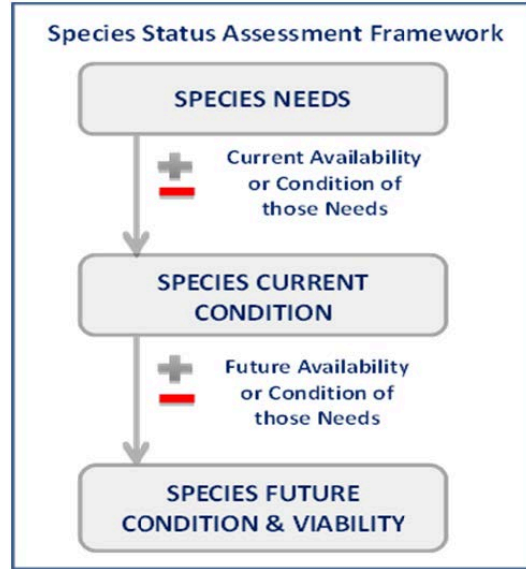 Species Status Assessment Framework
SPECIES NEEDS
Current Availability
or Condition of
those Needs
SPECIES CURRENT
CONDITION
Future Availability
or Condition of
those Needs
SPECIES FUTURE
CONDITION & VIABILITY